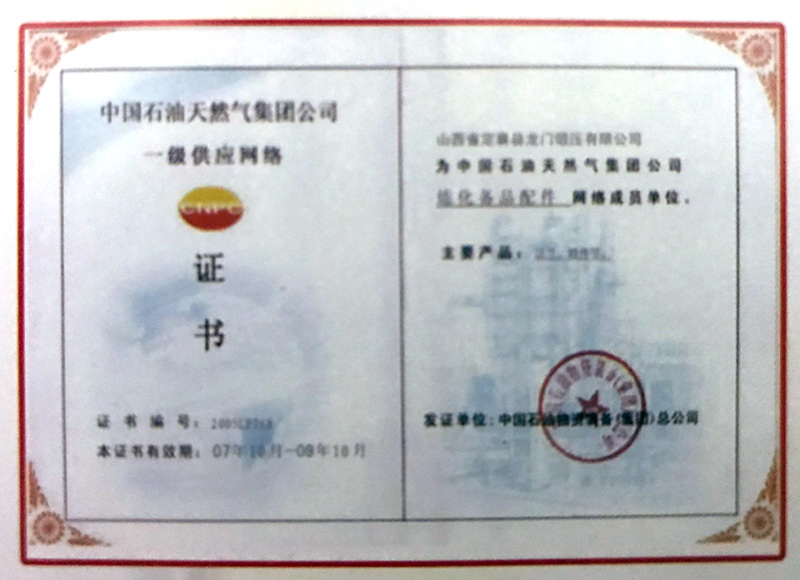 中国石油天然气集团公司
一级供应网络
CNPC
证
书
证书编号：
本证书有效期：07年10月—09年10月
山西省定襄县龙门锻压有限公司
为中国石油天然气集团公司
炼化备品配件 网络成员单位。
主要产品：
发证单位：中国石油物资装备(集团)总公司